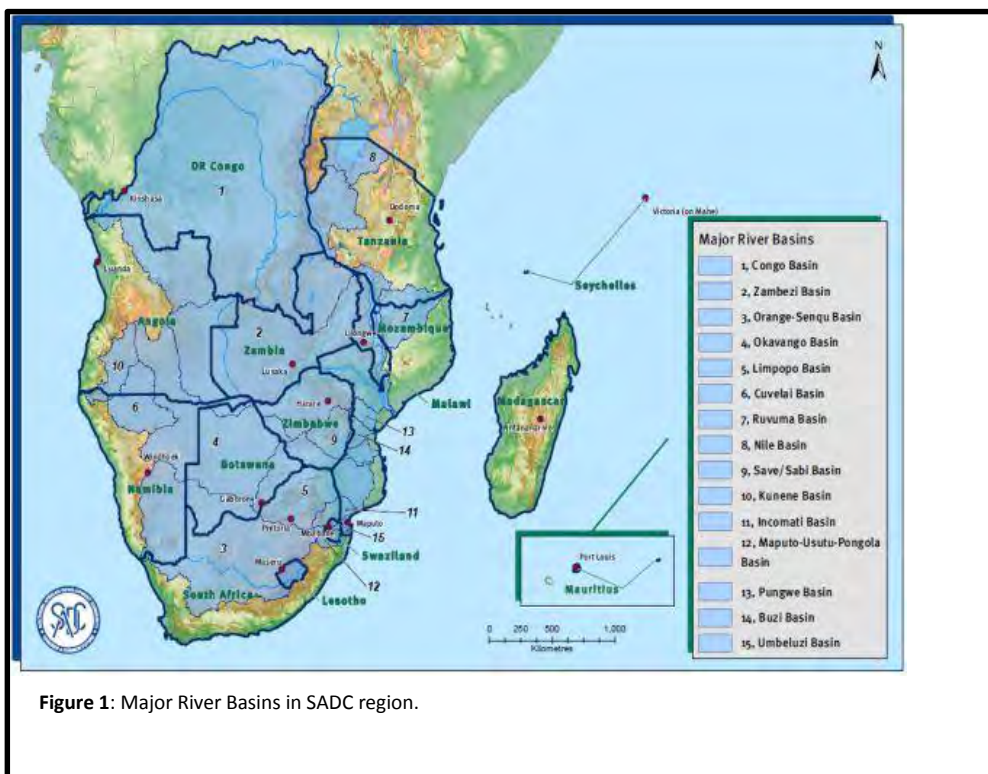 N
OR Congo
1
8
Kinshasa
Dodoma
Victoria (on Mahe)
Tanzania
Major River Basins
1, Congo Basin
Luanda
Seychelles
2, Zambezi Basin
3, Orange-Senqu Basin
Angola
7
Mozambique
2
Lilongwe
4, Okavango Basin
Zambia
10
Lusaka
5, Limpopo Basin
Malawi
Madagascar
6, Cuvelai Basin
6
Harare
Zimbabwe
Antananarivo
7, Ruvuma Basin
13
4
9
14
8, Nile Basin
Botswana
Windhoek
9, Save/Sabi Basin
Namibia
5
Gaborone
11
10, Kunene Basin
Pretoria
Mbabane
Maputo
15
11, Incomati Basin
3
Swaziland
12, Maputo-Usutu-Pongola
Basin
Port Louis
Maseru
12
Mauritius
13, Pungwe Basin
South Africa
Lesotho
14, Buzi Basin
0 250 500 1,000
Kilometres
15, Umbeluzi Basin
SADC
Figure 1: Major River Basins in SADC region.